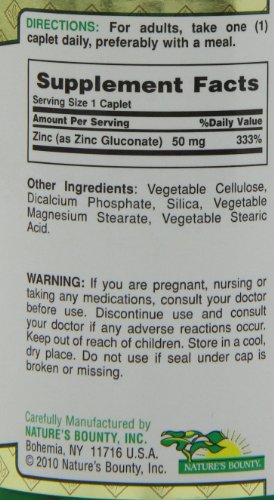 DIRECTIONS: For adults, take one (1)
caplet daily, preferably with a meal.
Supplement Facts
Serving Size 1 Caplet
Amount Per Serving %Daily Value
Zinc (as Zinc Gluconate) 50 mg 333%
Other Ingredients: Vegetable Cellulose,
Dicalcium Phosphate, Silica, Vegetable
Magnesium Stearate, Vegetable Stearic
Acid.
WARNING: If you are pregnant, nursing or
taking any medications, consult your doctor
before use. Discontinue use and consult
your doctor if any adverse reactions occur.
Keep out of reach of children. Store in a cool,
dry place. Do not use if seal under cap is
broken or missing.
Carefully Manufactured by
NATURE'S BOUNTY, INC.
Bohemia, NY 11716 U.S.A.
© 2010 Nature's Bounty, Inc.
NATURE'S BOUNTY®